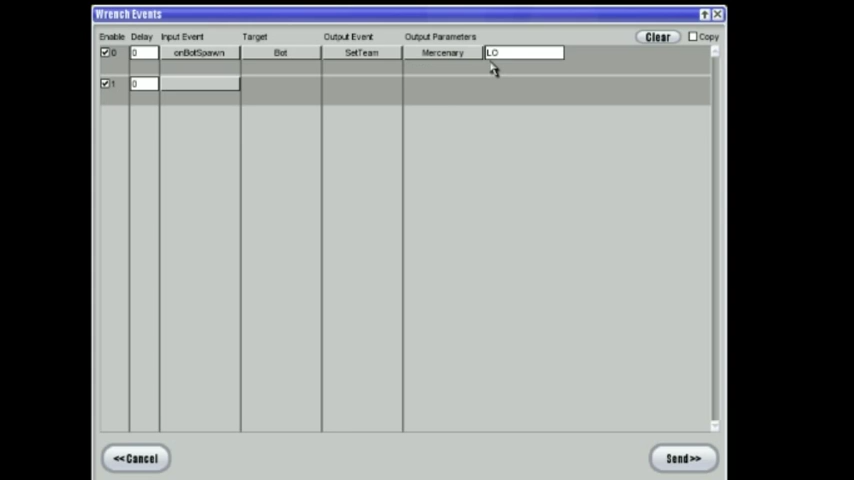 Wrench Events
Enable Delay Input Event Target Output Event Output Parameters Clear Copy
0 0 onBotSpawn Bot SetTeam Mercenary LO
1 0
<<Cancel Send>>